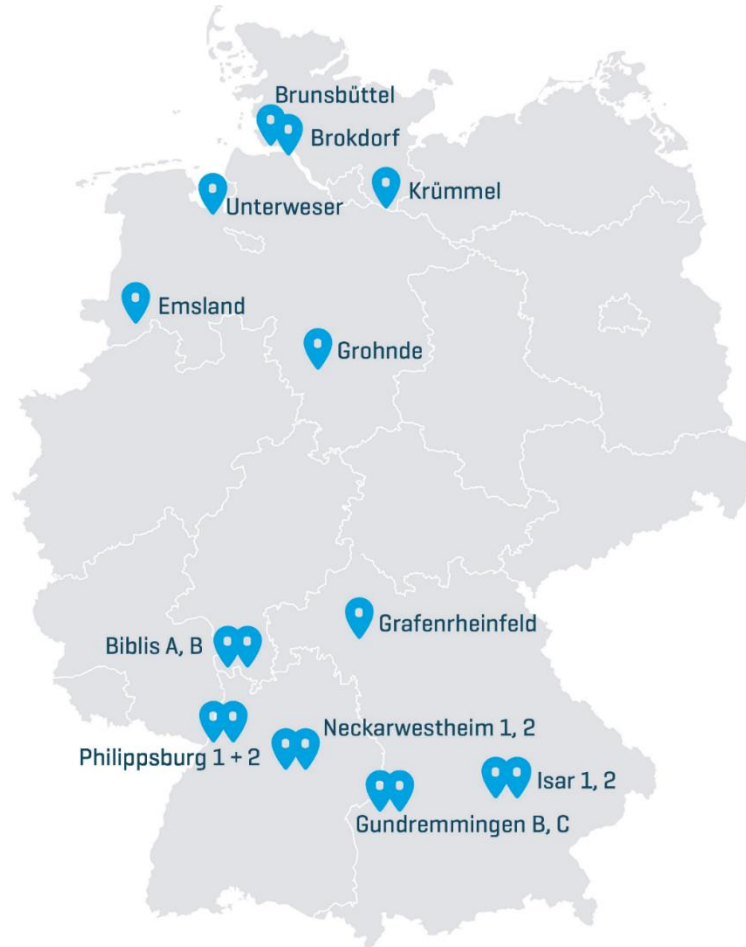 Brunsbüttel
Brokdorf
Krümmel
Unterweser
Emsland
Grohnde
Grafenrheinfeld
Biblis A, B
Neckarwestheim 1, 2
Philippsburg 1 + 2
Isar 1, 2
Gundremmingen B, C